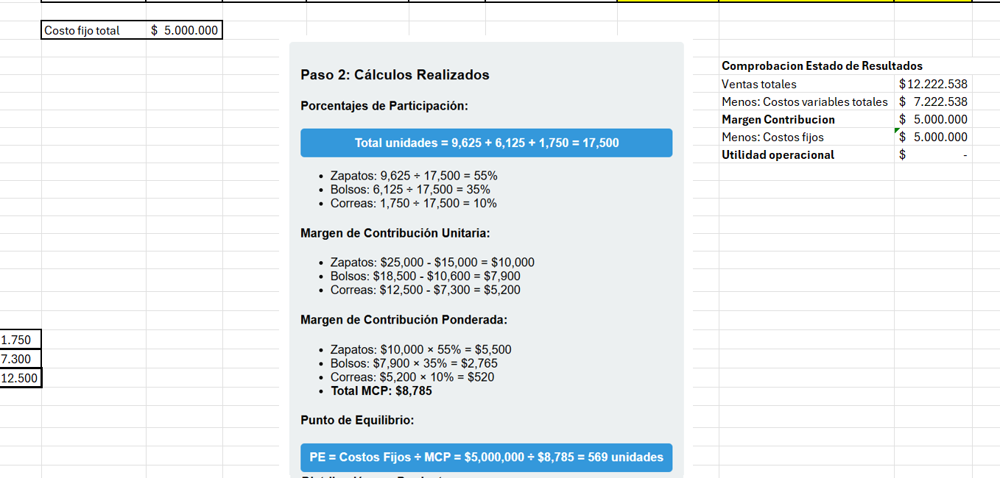 Costo fijo total $ 5.000.000
Paso 2: Cálculos Realizados
Porcentajes de Participación:
Total unidades = 9,625 + 6,125 + 1,750 = 17,500
• Zapatos: 9,625 ÷ 17,500 = 55%
• Bolsos: 6,125 ÷ 17,500 = 35%
• Correas: 1,750 ÷ 17,500 = 10%
Margen de Contribución Unitaria:
• Zapatos: $25,000 - $15,000 = $10,000
• Bolsos: $18,500 - $10,600 = $7,900
• Correas: $12,500 - $7,300 = $5,200
Margen de Contribución Ponderada:
• Zapatos: $10,000 × 55% = $5,500
• Bolsos: $7,900 × 35% = $2,765
• Correas: $5,200 × 10% = $520
• Total MCP: $8,785
Punto de Equilibrio:
PE = Costos Fijos ÷ MCP = $5,000,000 ÷ $8,785 = 569 unidades
Comprobacion Estado de Resultados
Ventas totales $ 12.222.538
Menos: Costos variables totales $ 7.222.538
Margen Contribucion $ 5.000.000
Menos: Costos fijos $ 5.000.000
Utilidad operacional $ -
1.750
7.300
12.500